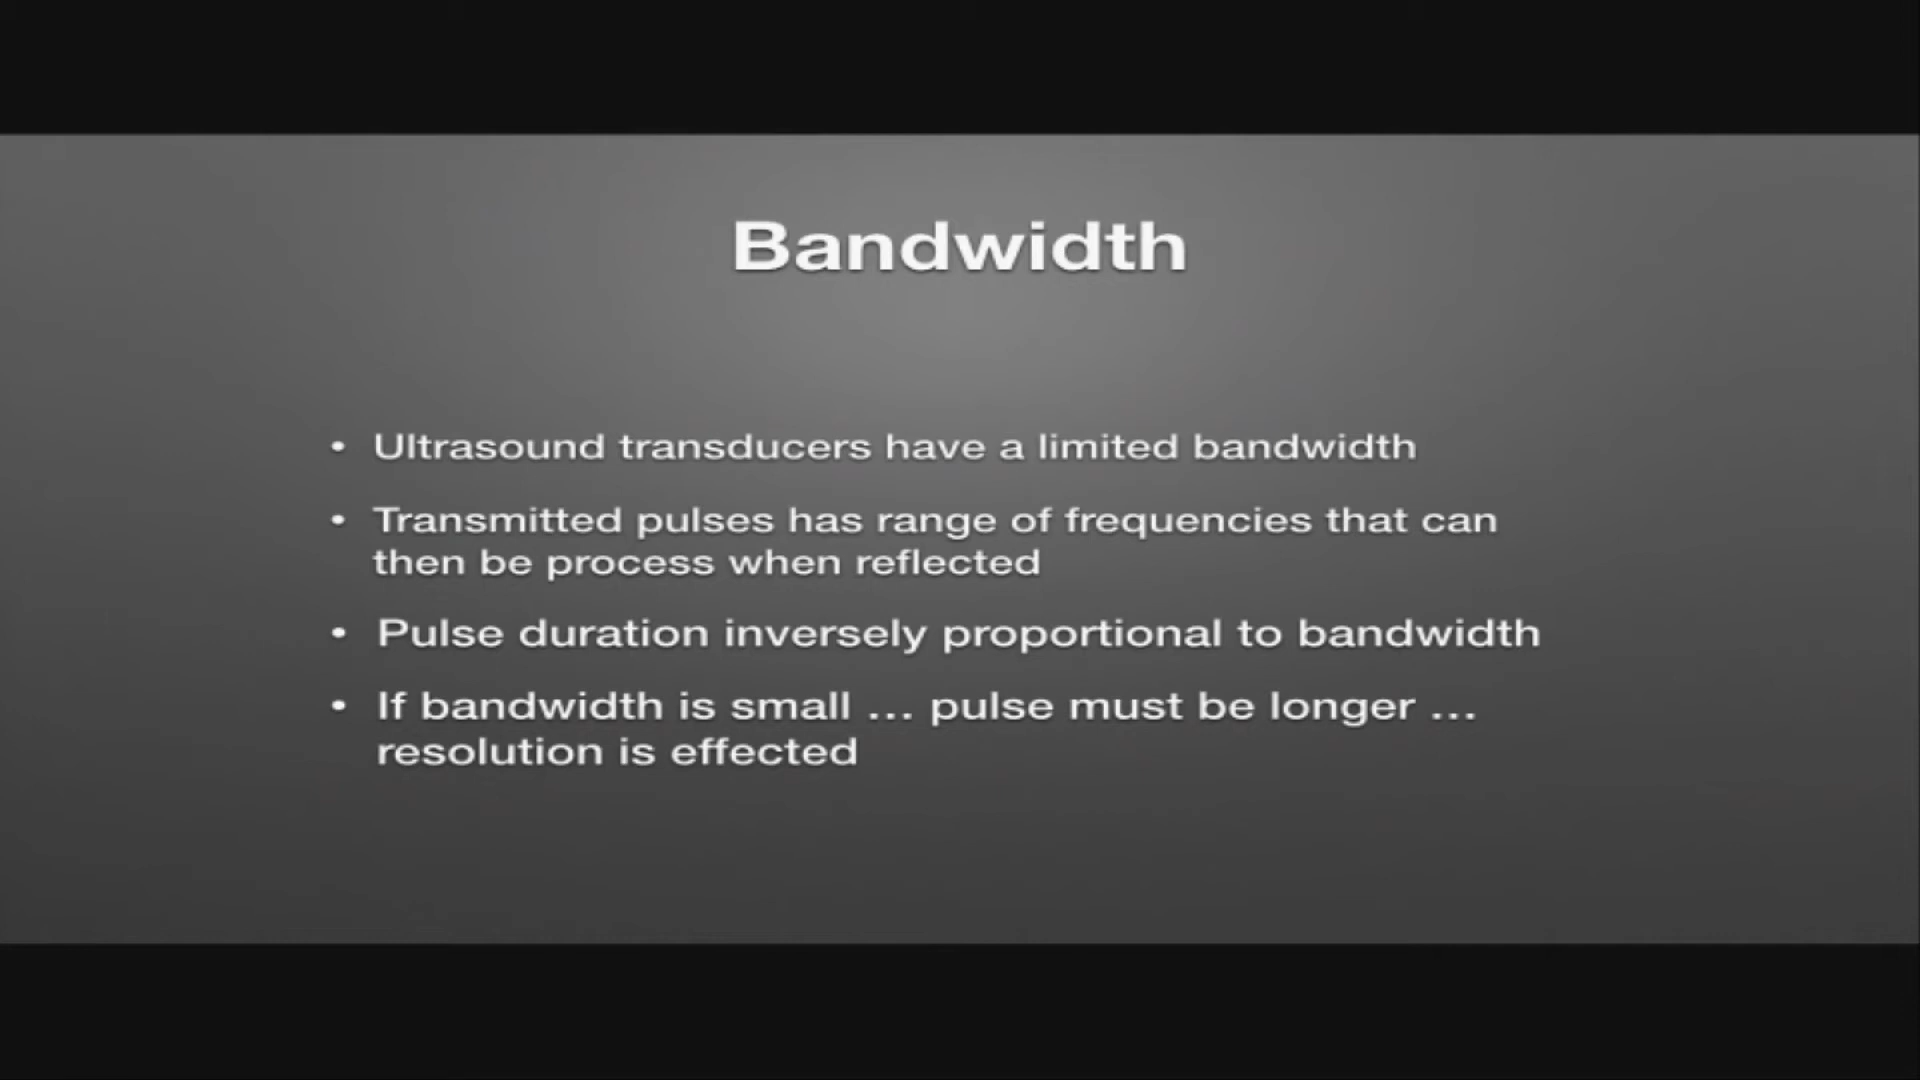 Bandwidth
• Ultrasound transducers have a limited bandwidth
• Transmitted pulses has range of frequencies that can
then be process when reflected
• Pulse duration inversely proportional to bandwidth
• If bandwidth is small … pulse must be longer …
resolution is effected